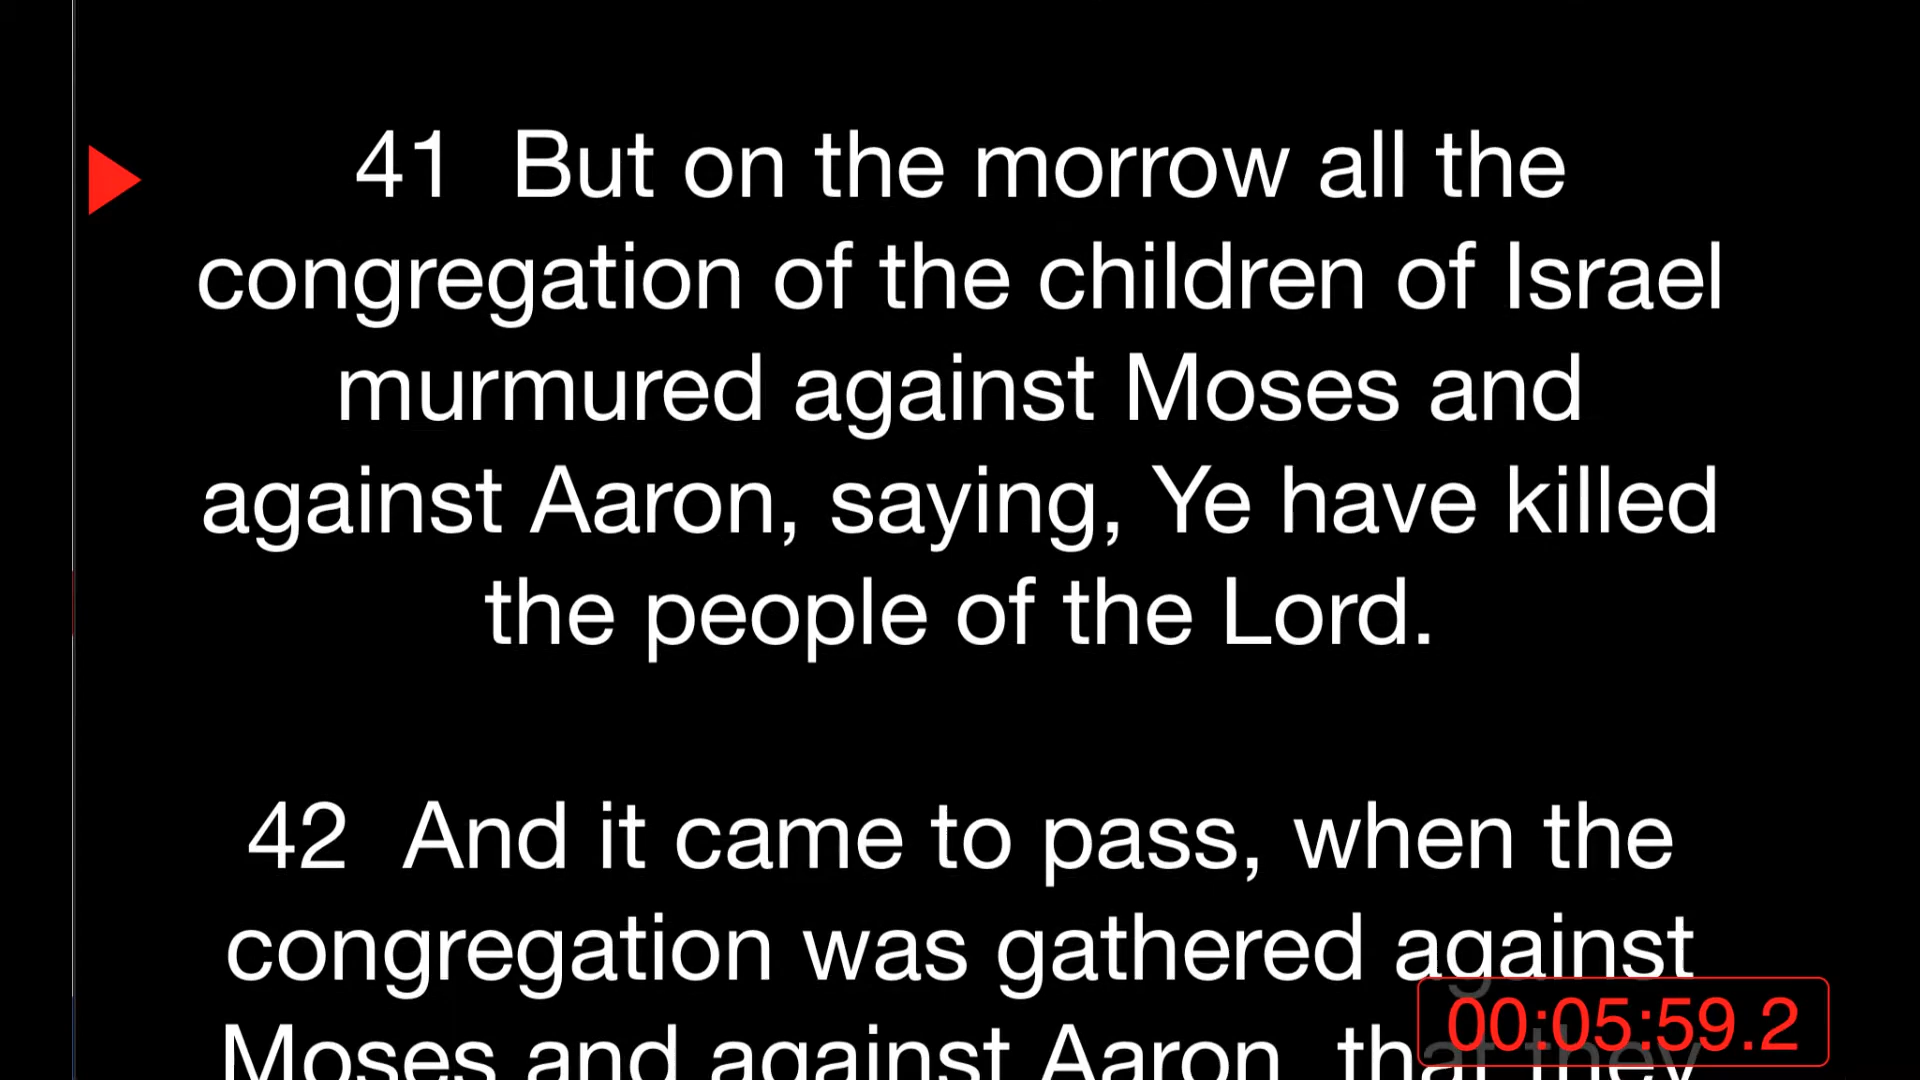 41 But on the morrow all the
congregation of the children of Israel
murmured against Moses and
against Aaron, saying, Ye have killed
the people of the Lord.
42 And it came to pass, when the
congregation was gathered against
Moses and against Aaron, that they
00:05:59.2